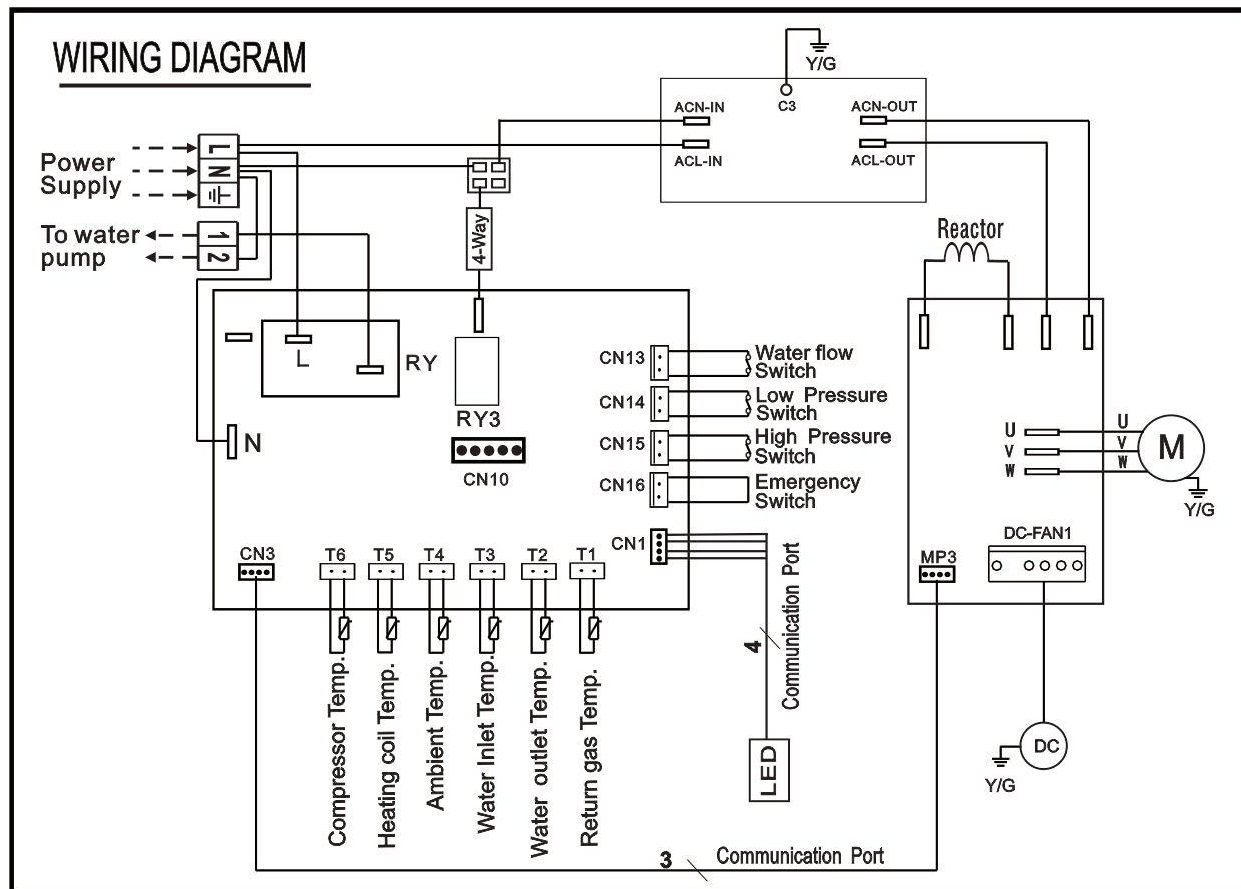 WIRING DIAGRAM
Y/G
C3
ACN-IN
ACN-OUT
ACL-IN
ACL-OUT
Power
Supply
L
N
To water
pump
1
2
4-Way
Reactor
L
RY
RY3
N
CN10
CN13
Water flow
Switch
CN14
Low Pressure
Switch
CN15
High Pressure
Switch
CN16
Emergency
Switch
CN1
U
V
W
U
V
W
M
Y/G
DC-FAN1
MP3
CN3
T6
T5
T4
T3
T2
T1
Compressor Temp.
Heating coil Temp.
Ambient Temp.
Water Inlet Temp.
Water outlet Temp.
Return gas Temp.
4
Communication Port
LED
DC
Y/G
3
Communication Port